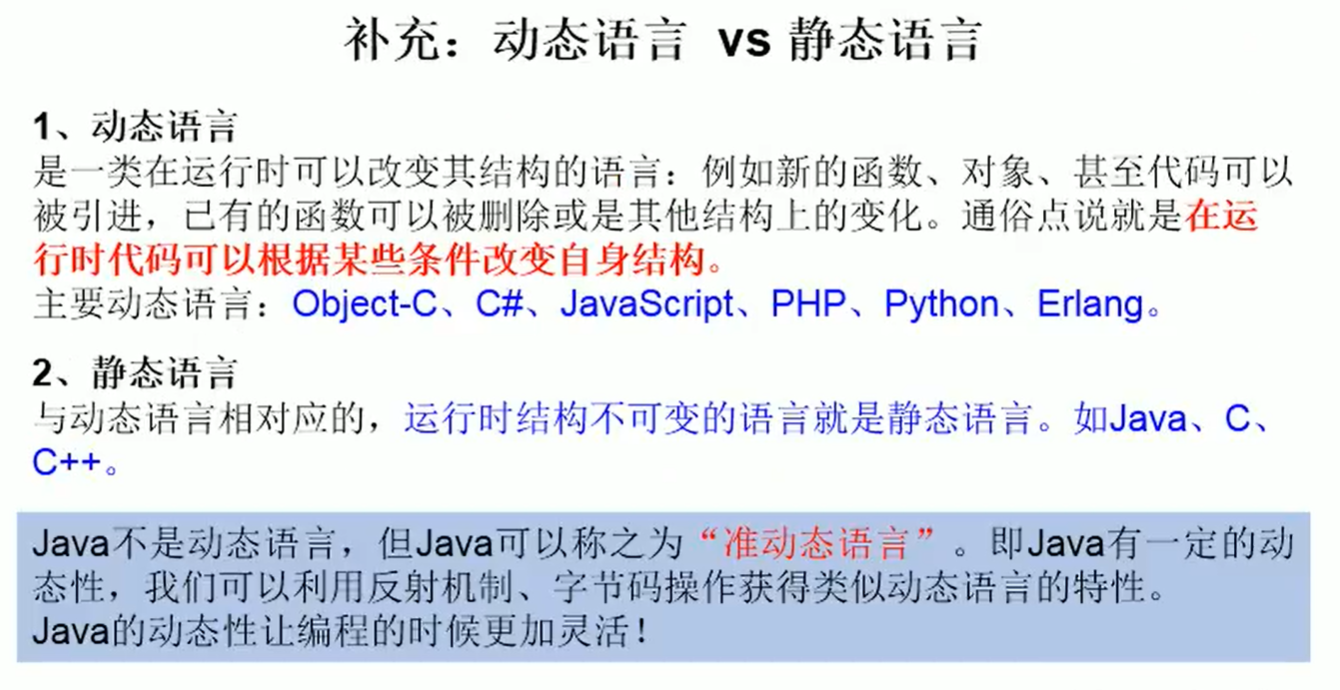 补充：动态语言 vs 静态语言
1、动态语言
是一类在运行时可以改变其结构的语言：例如新的函数、对象、甚至代码可以
被引进，已有的函数可以被删除或是其他结构上的变化。通俗点说就是在运
行时代码可以根据某些条件改变自身结构。
主要动态语言：Object-C、C#、JavaScript、PHP、Python、Erlang。
2、静态语言
与动态语言相对应的，运行时结构不可变的语言就是静态语言。如Java、C、
C++。
Java不是动态语言，但Java可以称之为“准动态语言”。即Java有一定的动
态性，我们可以利用反射机制、字节码操作获得类似动态语言的特性。
Java的动态性让编程的时候更加灵活！